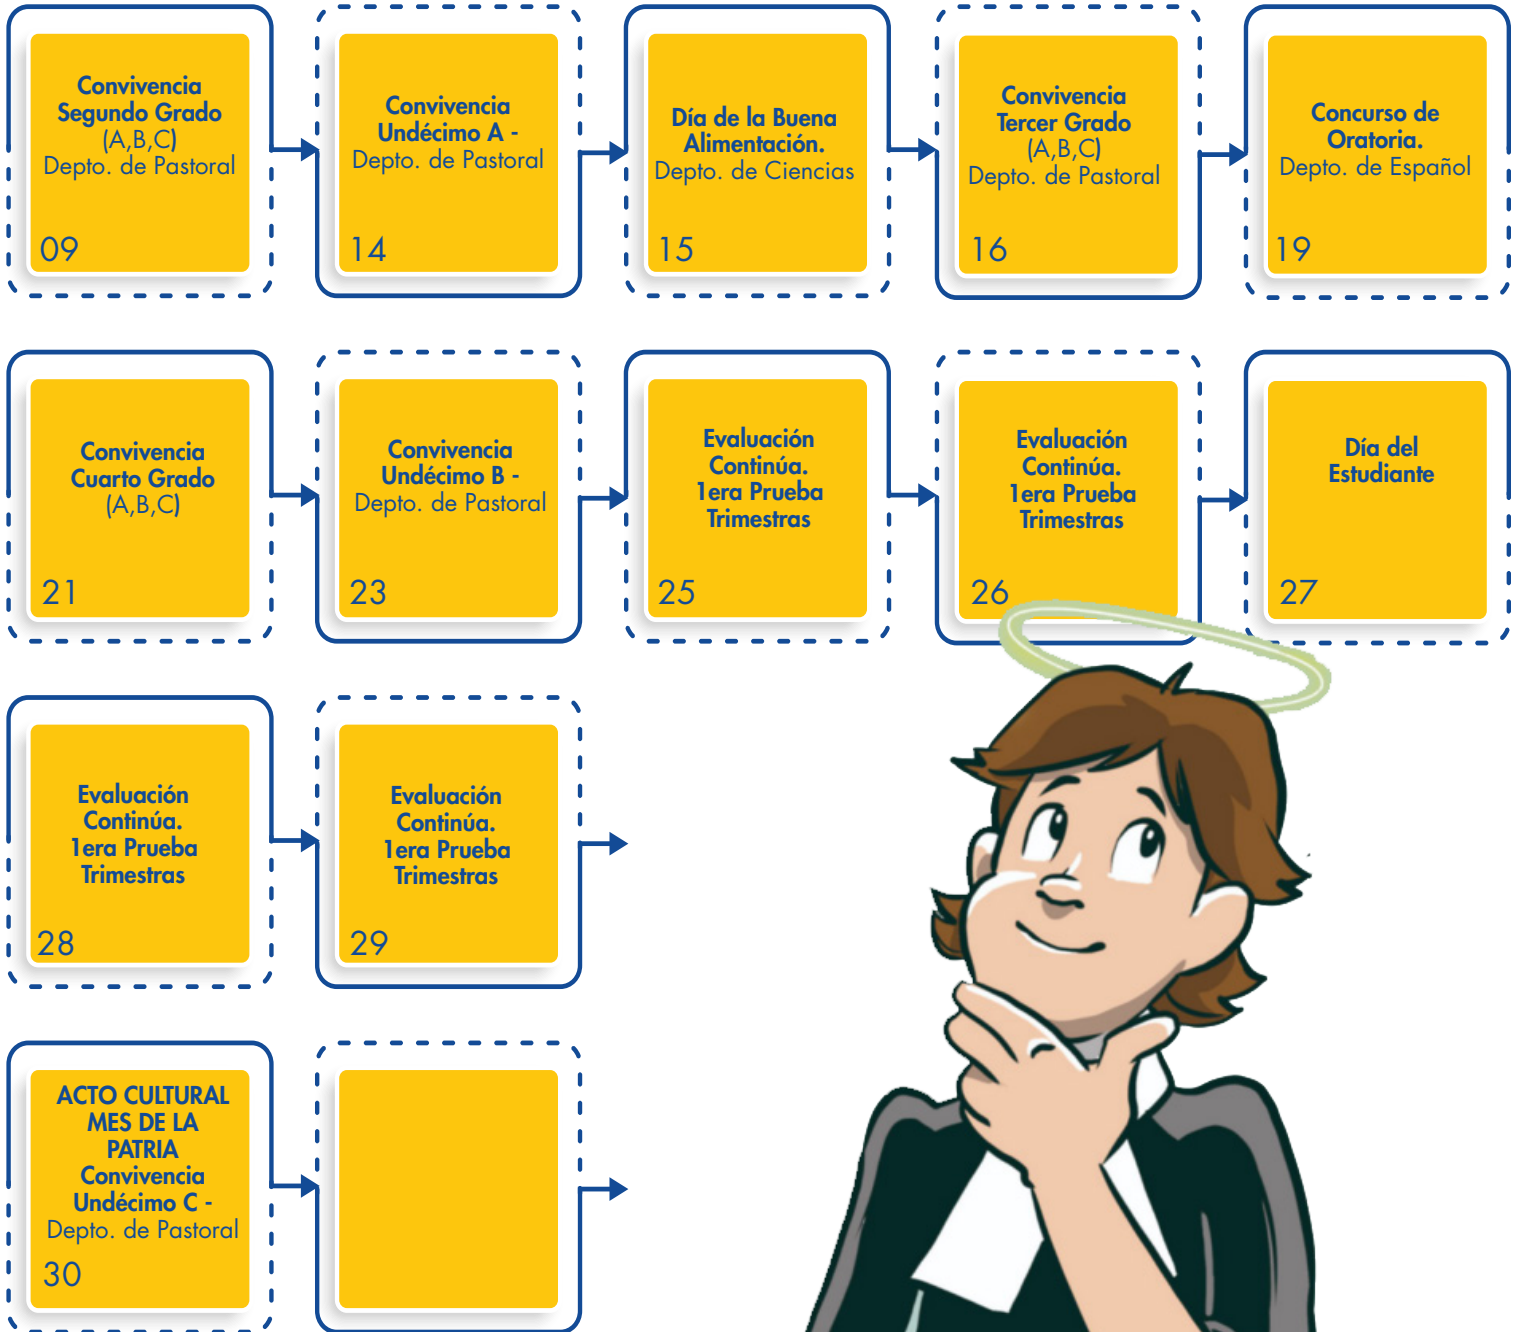 Convivencia
Segundo Grado
(A,B,C)
Depto. de Pastoral
09
Convivencia
Undécimo A -
Depto. de Pastoral
14
Día de la Buena
Alimentación.
Depto. de Ciencias
15
Convivencia
Tercer Grado
(A,B,C)
Depto. de Pastoral
16
Concurso de
Oratoria.
Depto. de Español
19
Convivencia
Cuarto Grado
(A,B,C)
21
Convivencia
Undécimo B -
Depto. de Pastoral
23
Evaluación
Continúa.
1era Prueba
Trimestras
25
Evaluación
Continúa.
1era Prueba
Trimestras
26
Día del
Estudiante
27
Evaluación
Continúa.
1era Prueba
Trimestras
28
Evaluación
Continúa.
1era Prueba
Trimestras
29
ACTO CULTURAL
MES DE LA
PATRIA
Convivencia
Undécimo C -
Depto. de Pastoral
30